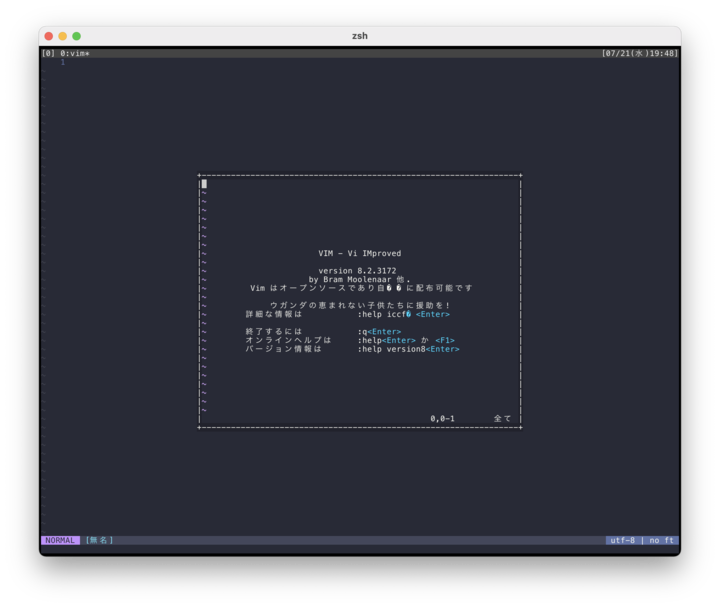 zsh
[0] 0:vim* [07/21(水)19:48]
1
VIM - Vi IMproved
version 8.2.3172
by Bram Moolenaar 他.
Vim はオープンソースであり自��に配布可能です
ウガンダの恵まれない子供たちに援助を!
詳細な情報は :help iccf� <Enter>
終了するには :q<Enter>
オンラインヘルプは :help<Enter> か <F1>
バージョン情報は :help version8<Enter>
0,0-1 全て
NORMAL [無名] utf-8 | no ft